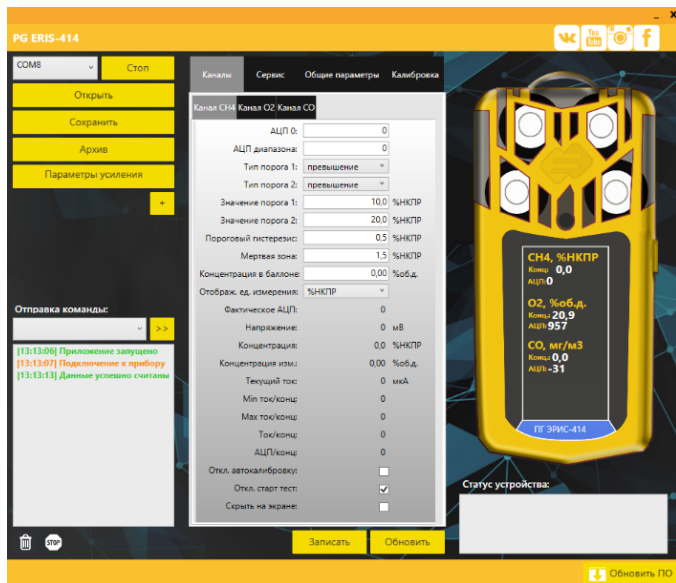 PG ERIS-414
You
Tube
COM8
Стоп
Открыть
Сохранить
Архив
Параметры усиления
+
Отправка команды:
>>
|13:13:06| Приложение запущено
|13:13:07| Подключение к прибору
|13:13:13| Данные успешно считаны
STOP
Каналы Сервис Общие параметры Калибровка
Канал CH4 Канал O2 Канал CO
АЦП 0: 0
АЦП диапазона: 0
Тип порога 1: превышение
Тип порога 2: превышение
Значение порога 1: 10,0 %НКПР
Значение порога 2: 20,0 %НКПР
Пороговый гистерезис: 0,5 %НКПР
Мертвая зона: 1,5 %НКПР
Концентрация в баллоне: 0,00 %об.д.
Отображ. ед. измерения: %НКПР
Фактическое АЦП: 0
Напряжение: 0 мВ
Концентрация: 0,0 %НКПР
Концентрация изм.: 0,00 %об.д.
Текущий ток: 0 мкА
Min ток/конц: 0
Max ток/конц: 0
Ток/конц: 0
АЦП/конц: 0
Откл. автокалибровку:
Откл. старт тест:
Скрыть на экране:
Записать Обновить
CH4, %НКПР
Конц: 0,0
АЦП: 0
O2, %об.д.
Конц: 20,9
АЦП: 957
CO, мг/м3
Конц: 0,0
АЦП: -31
ПГ ЭРИС-414
Статус устройства:
Обновить ПО